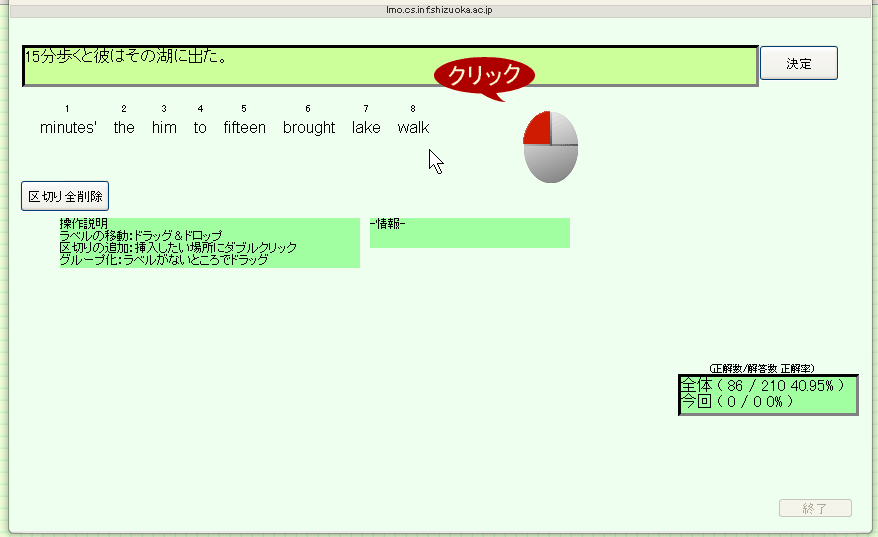 lmo.cs.inf.shizuoka.ac.jp
15分歩くと彼はその湖に出た。
決定
クリック
1 2 3 4 5 6 7 8
minutes' the him to fifteen brought lake walk
区切り全削除
操作説明
ラベルの移動：ドラッグ＆ドロップ
区切りの追加：挿入したい場所にダブルクリック
グループ化：ラベルがないところでドラッグ
-情報-
(正解数/解答数 正解率)
全体 ( 86 / 210 40.95% )
今回 ( 0 / 0 0% )
終了